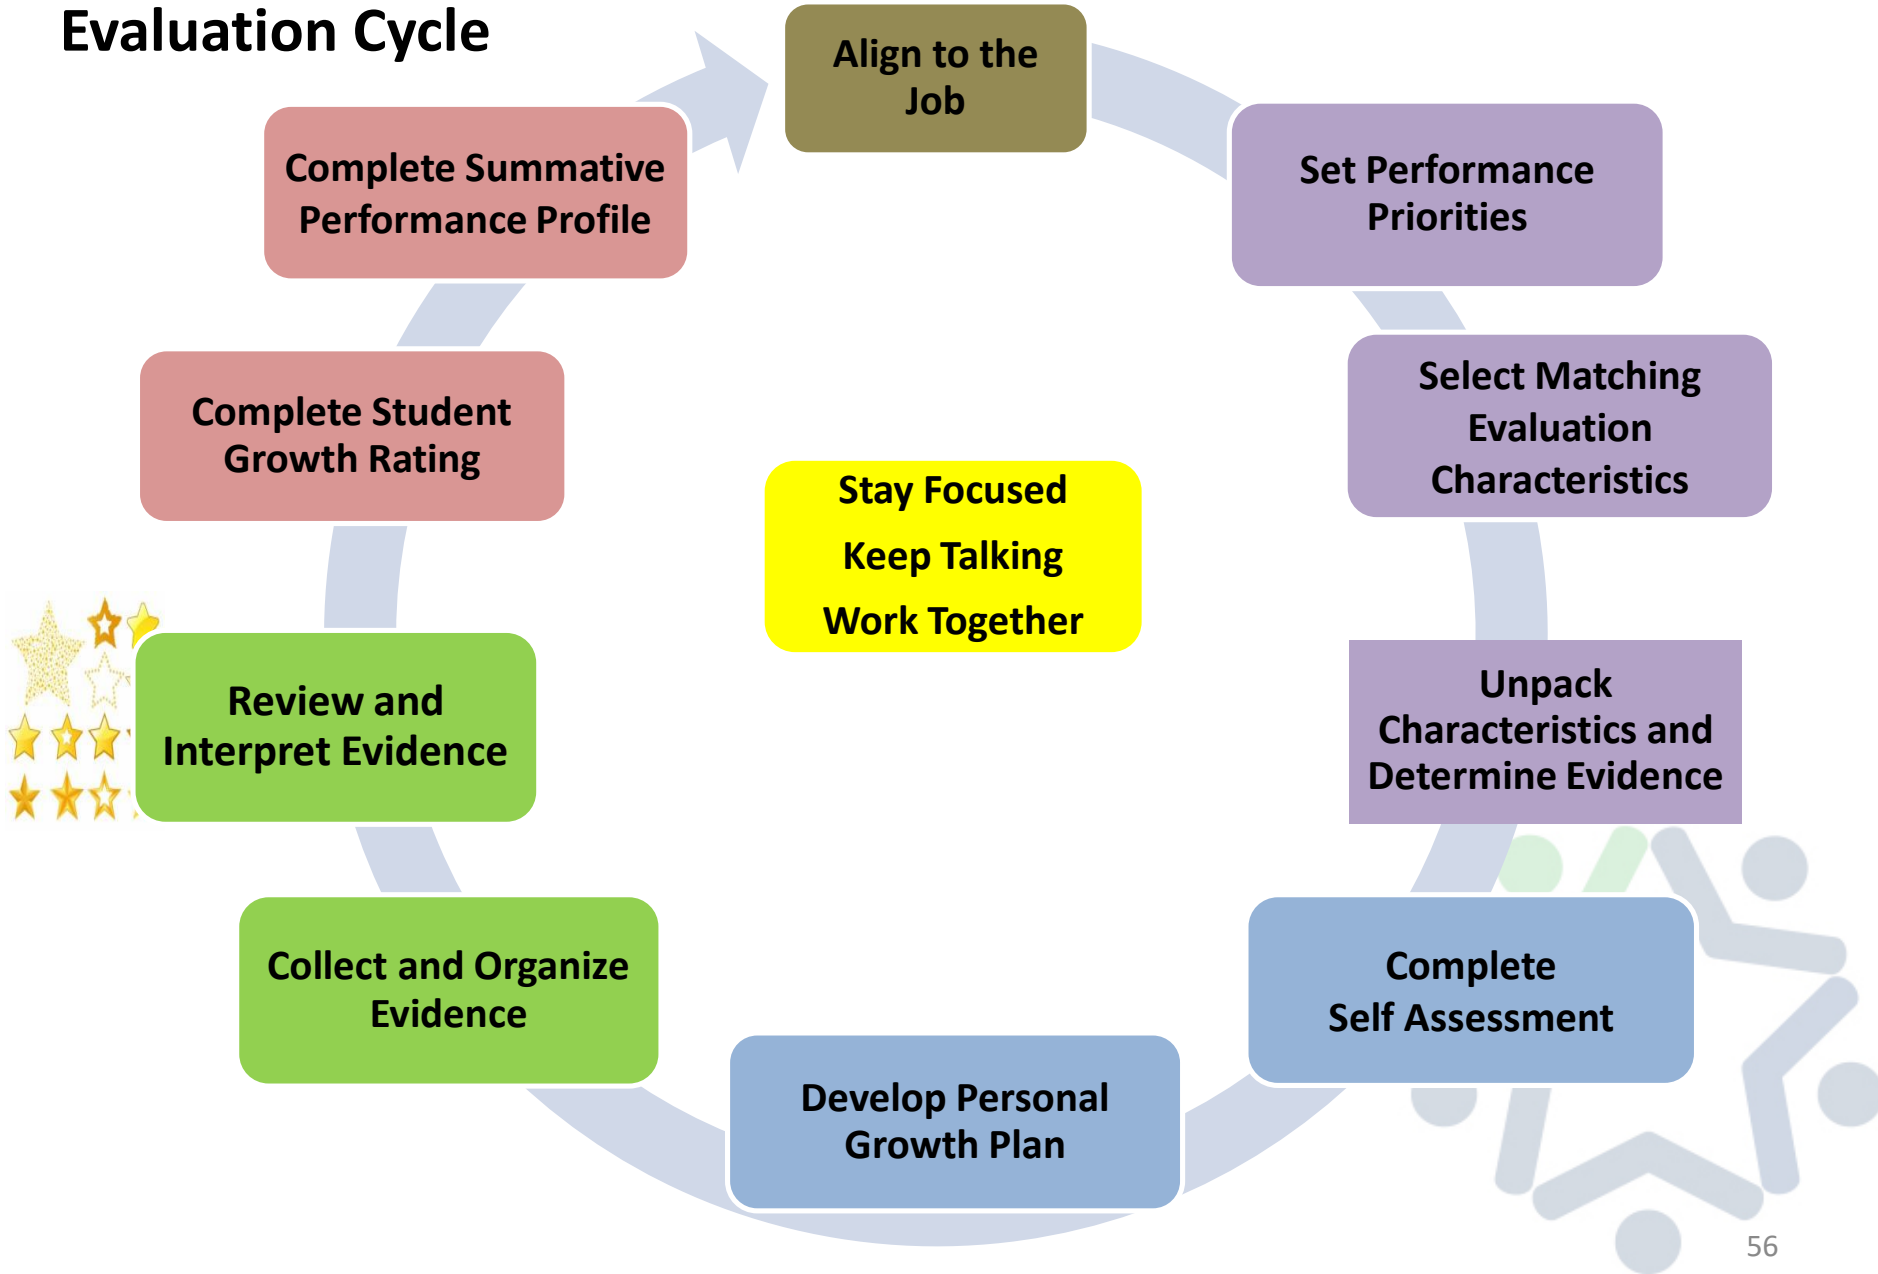 Evaluation Cycle
Align to the
Job
Set Performance
Priorities
Select Matching
Evaluation
Characteristics
Unpack
Characteristics and
Determine Evidence
Complete
Self Assessment
Develop Personal
Growth Plan
Collect and Organize
Evidence
Review and
Interpret Evidence
Complete Student
Growth Rating
Complete Summative
Performance Profile
Stay Focused
Keep Talking
Work Together
56